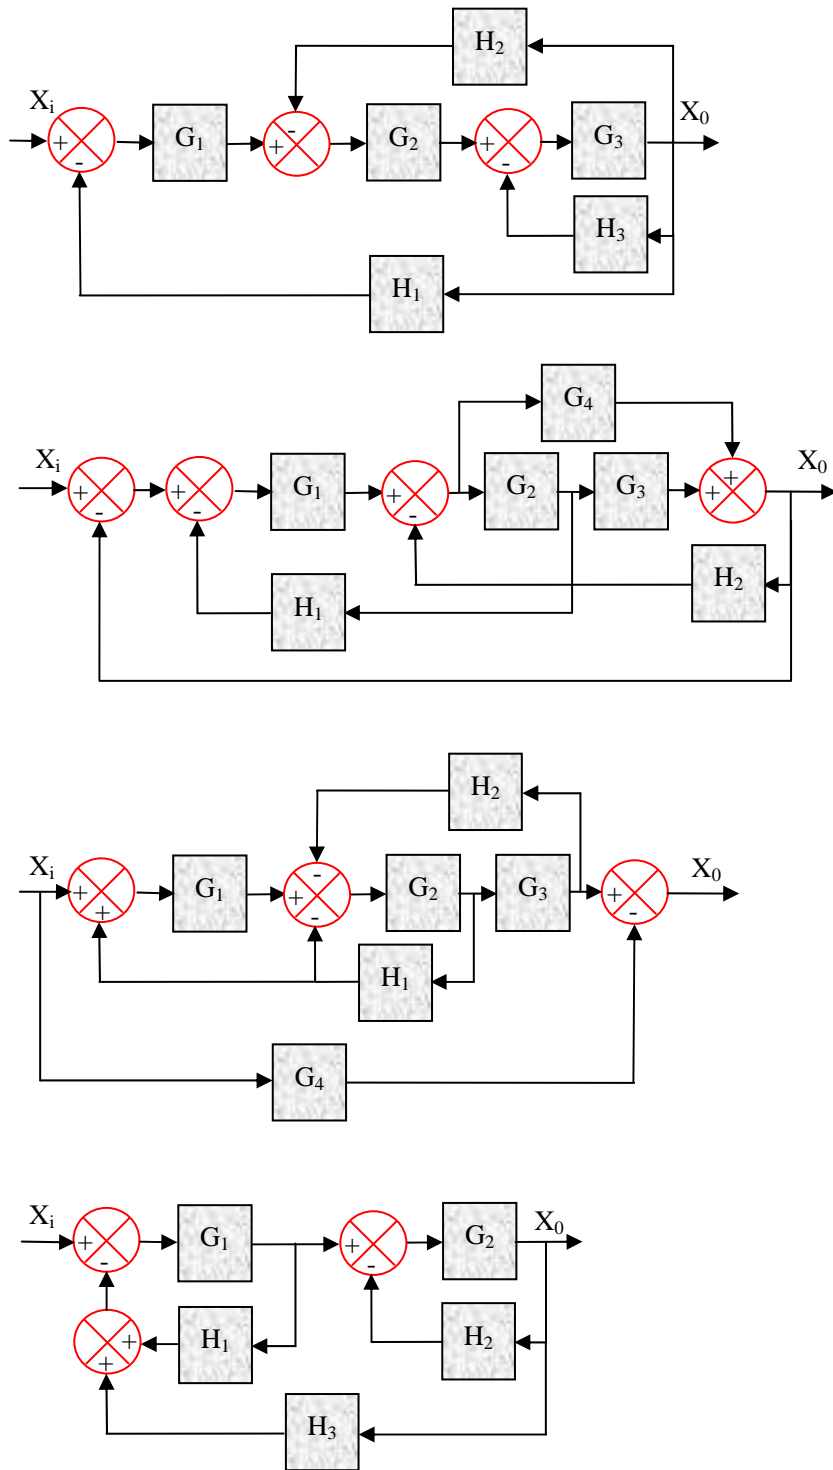 H₂
Xᵢ + - G₁ + - G₂ + - G₃ X₀
H₃
H₁
G₄
Xᵢ + - + - G₁ + - G₂ G₃ + + X₀
H₂
H₁
H₂
Xᵢ + + G₁ + - - G₂ G₃ + - X₀
H₁
G₄
Xᵢ + - G₁ + - G₂ X₀
+ + H₁ H₂
H₃